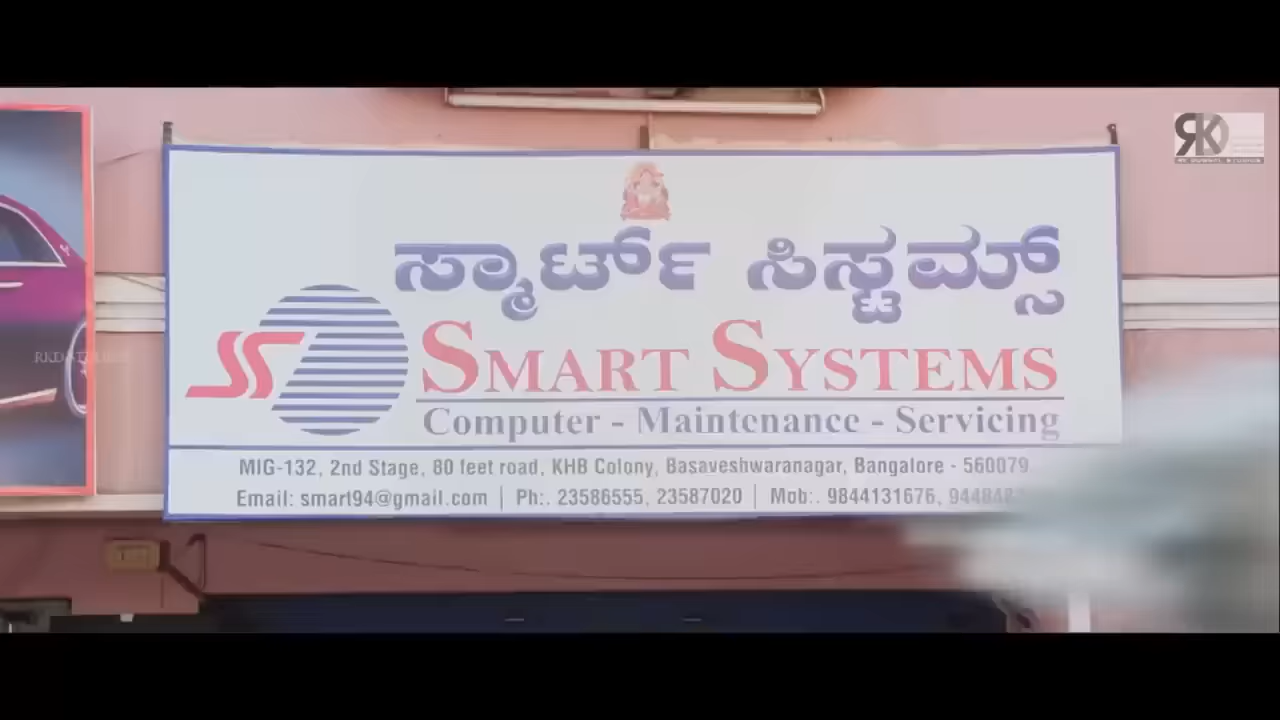 ಸ್ಮಾರ್ಟ್ ಸಿಸ್ಟಮ್ಸ್
SMART SYSTEMS
Computer - Maintenance - Servicing
MIG-132, 2nd Stage, 80 feet road, KHB Colony, Basaveshwaranagar, Bangalore - 560079
Email: smart94@gmail.com | Ph:. 23586555, 23587020 | Mob:. 9844131676,
RK